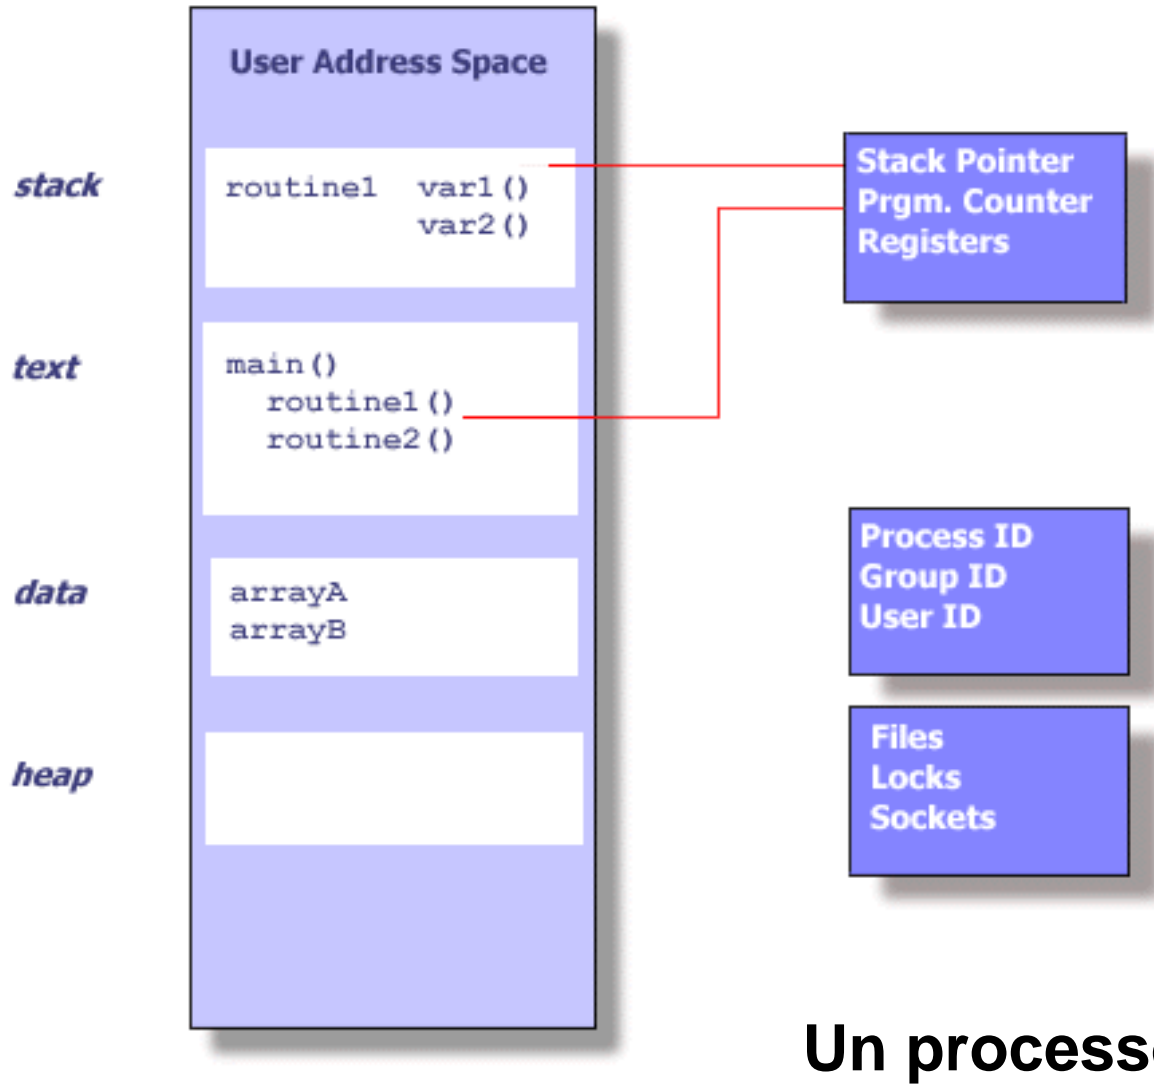 User Address Space
stack
routine1 var1()
var2()
text
main()
routine1()
routine2()
data
arrayA
arrayB
heap
Stack Pointer
Prgm. Counter
Registers
Process ID
Group ID
User ID
Files
Locks
Sockets
Un